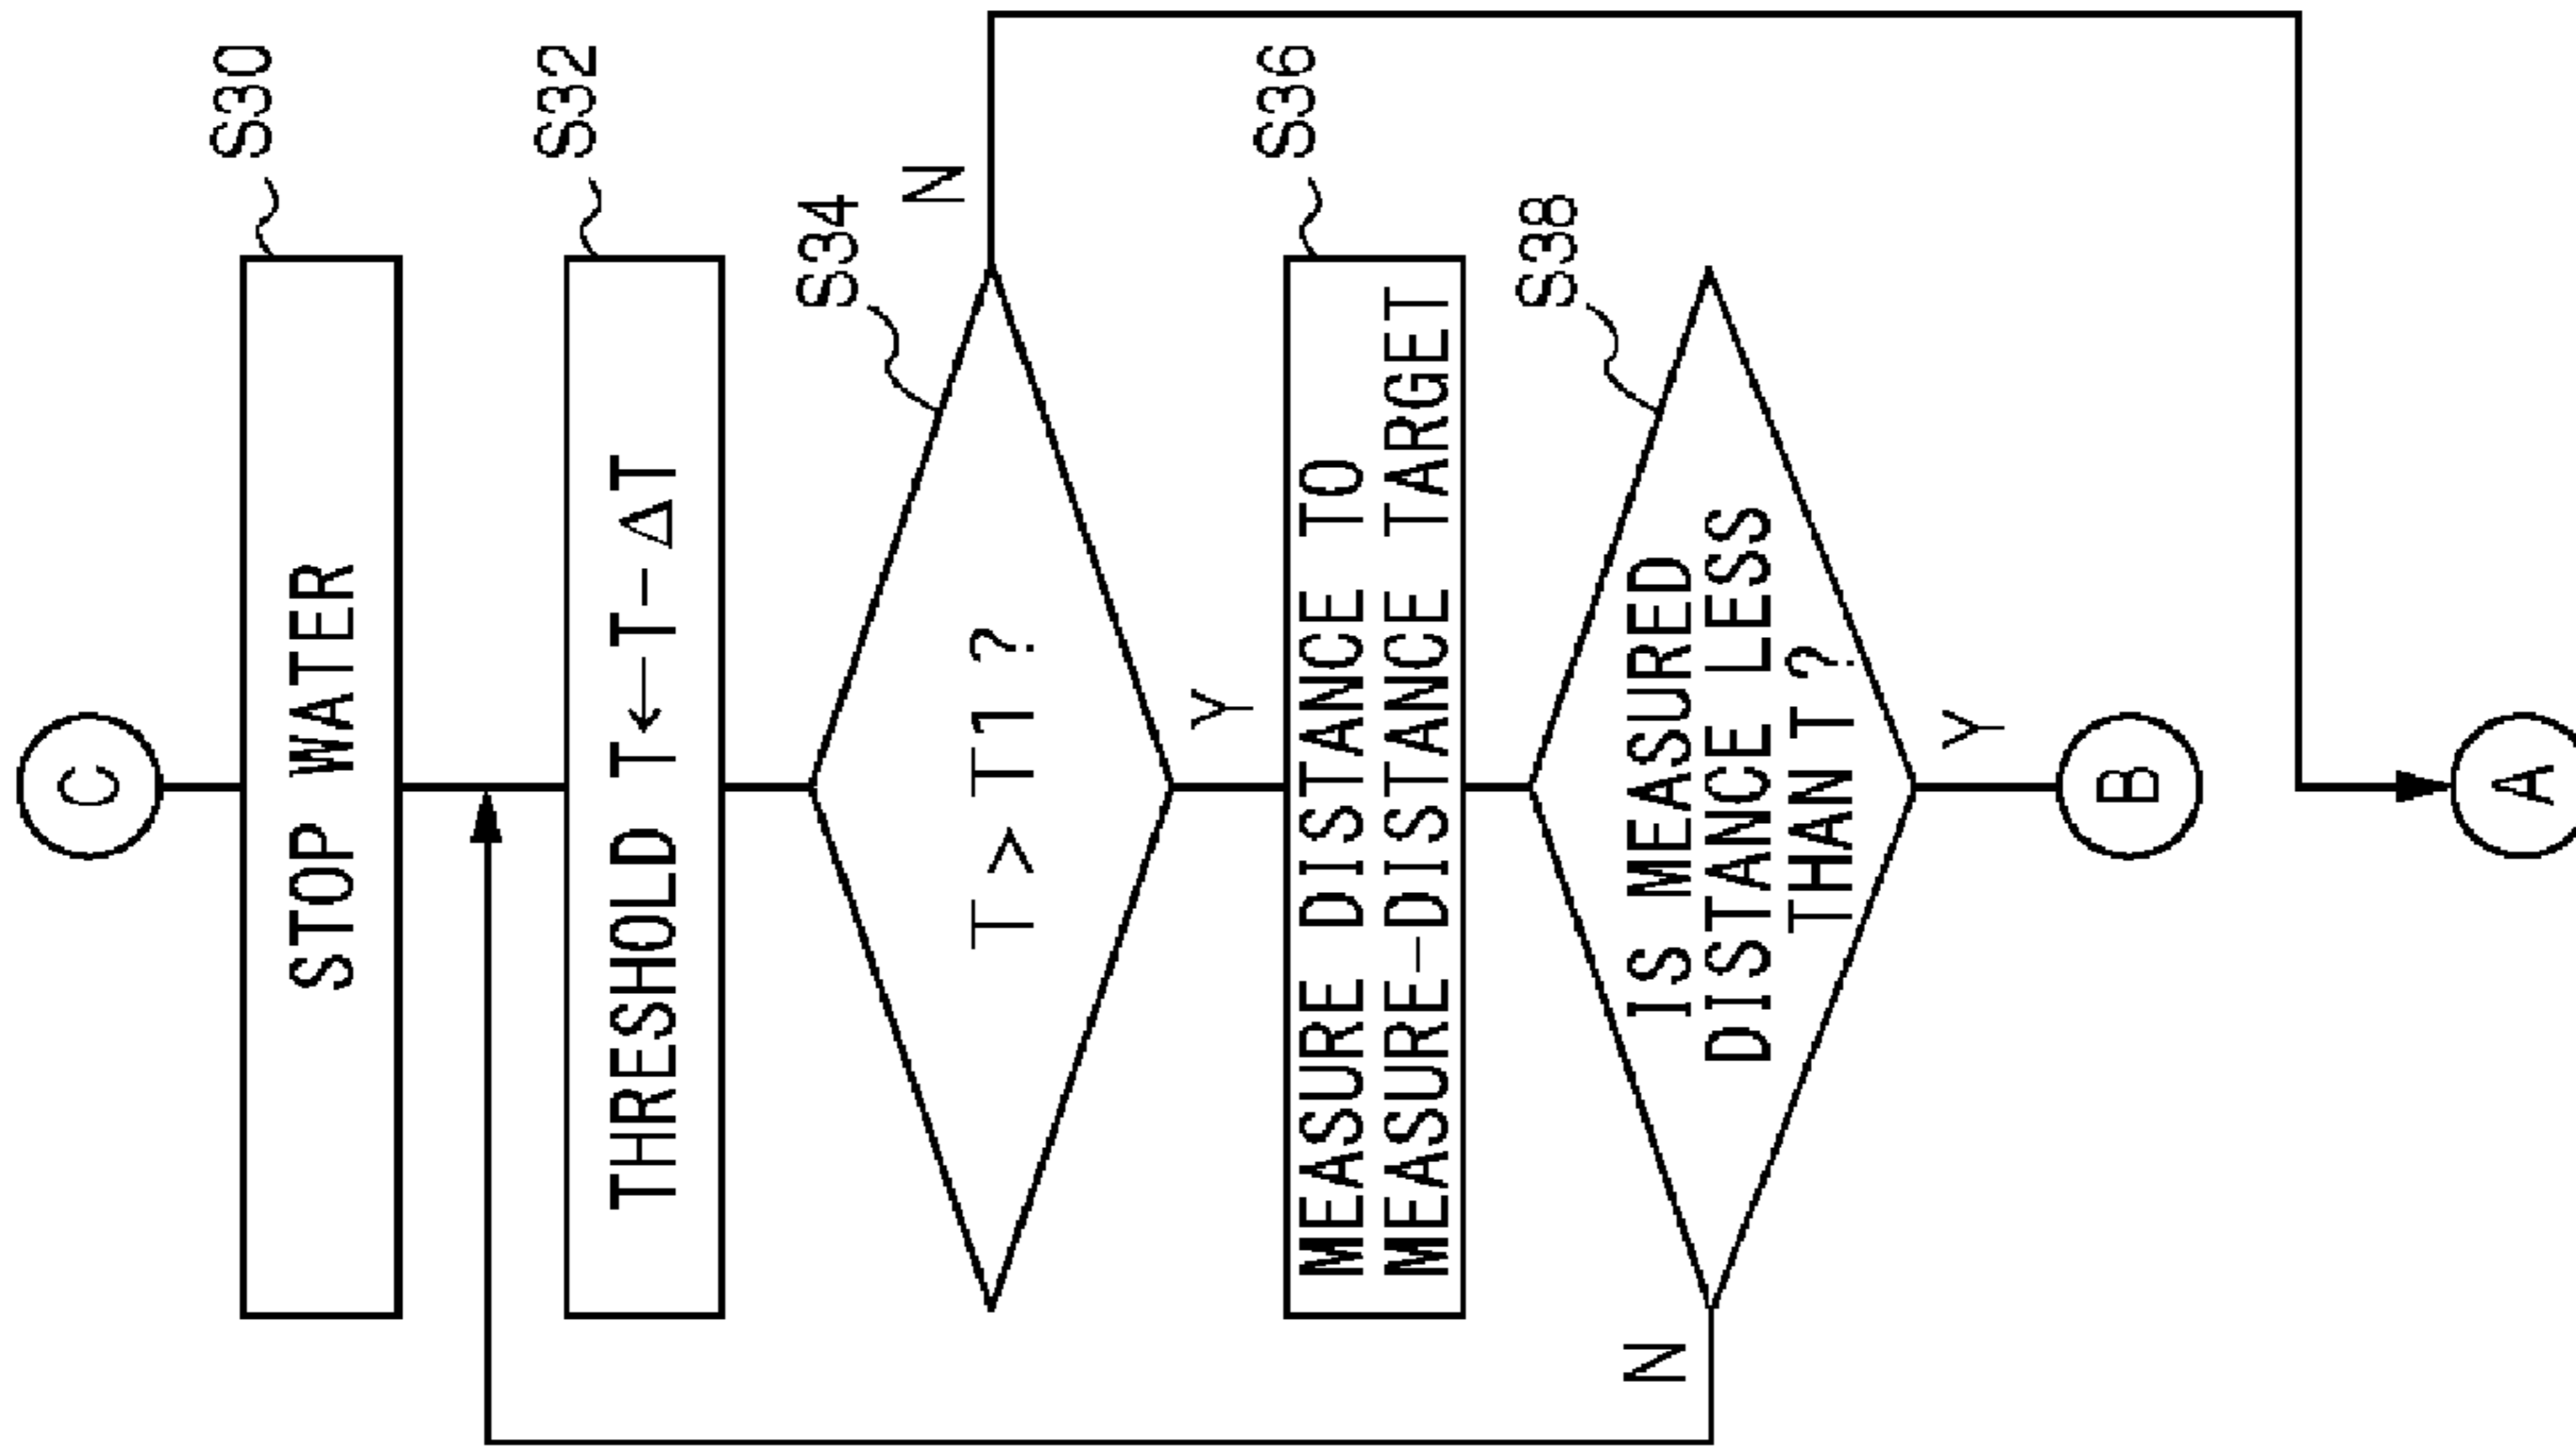 C
STOP WATER
S30
THRESHOLD T←T-ΔT
S32
T > T1 ?
S34
N
Y
MEASURE DISTANCE TO
MEASURE-DISTANCE TARGET
S36
IS MEASURED
DISTANCE LESS
THAN T ?
S38
N
Y
B
A